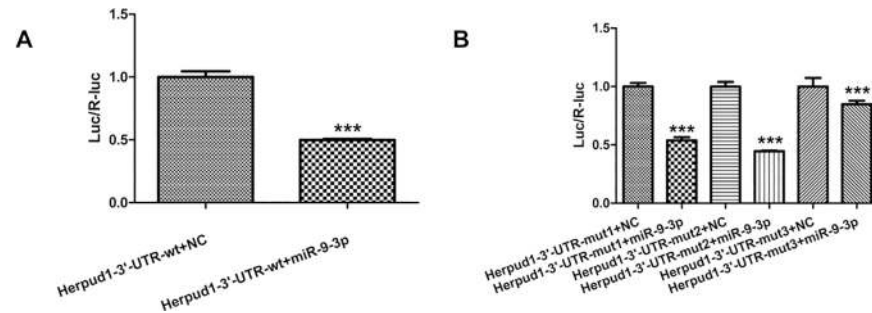 A
Luc/R-luc
1.5
1.0
0.5
0.0
***
Herpud1-3'-UTR-wt+NC
Herpud1-3'-UTR-wt+miR-9-3p
B
Luc/R-luc
1.5
1.0
0.5
0.0
***
***
***
Herpud1-3'-UTR-mut1+NC
Herpud1-3'-UTR-mut1+miR-9-3p
Herpud1-3'-UTR-mut2+NC
Herpud1-3'-UTR-mut2+miR-9-3p
Herpud1-3'-UTR-mut3+NC
Herpud1-3'-UTR-mut3+miR-9-3p